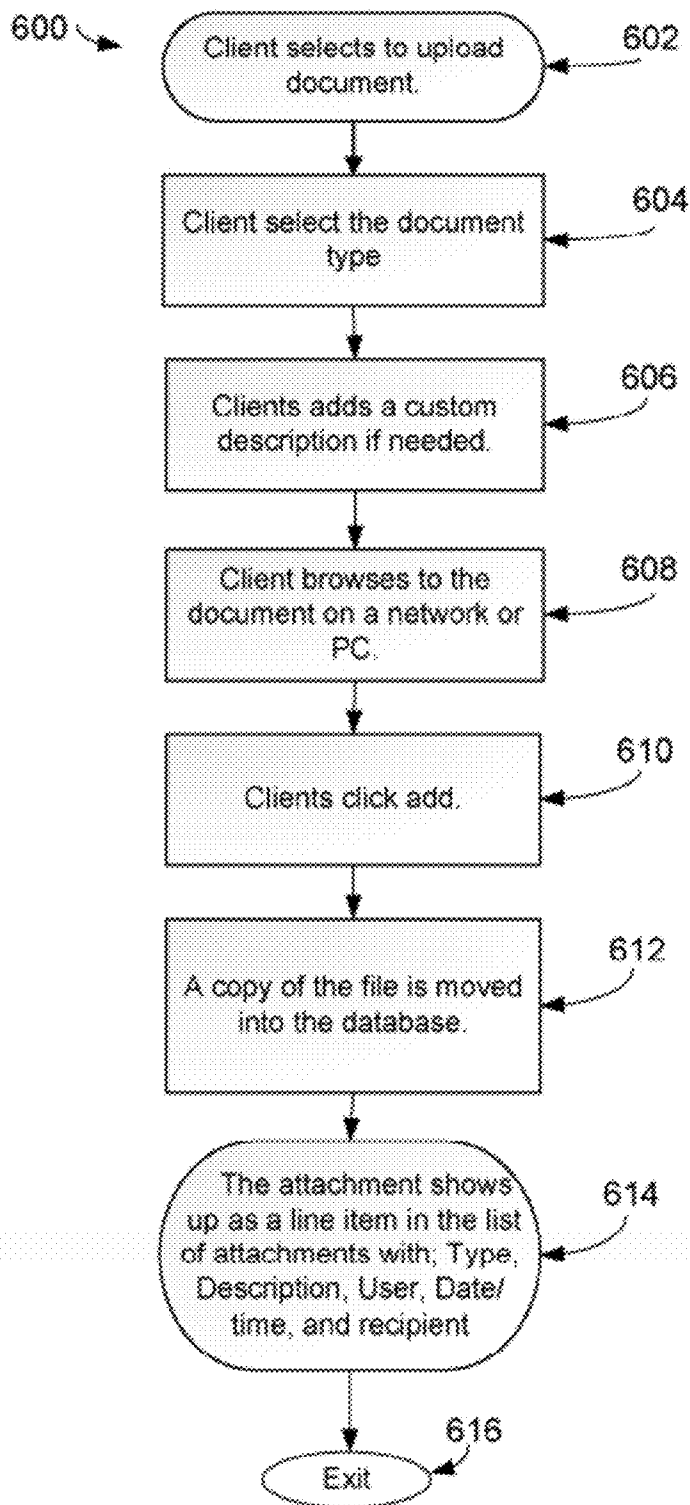 600
Client selects to upload
document.
602
Client select the document
type
604
Clients adds a custom
description if needed.
606
Client browses to the
document on a network or
PC.
608
Clients click add.
610
A copy of the file is moved
into the database.
612
The attachment shows
up as a line item in the list
of attachments with; Type,
Description, User, Date/
time, and recipient
614
Exit
616